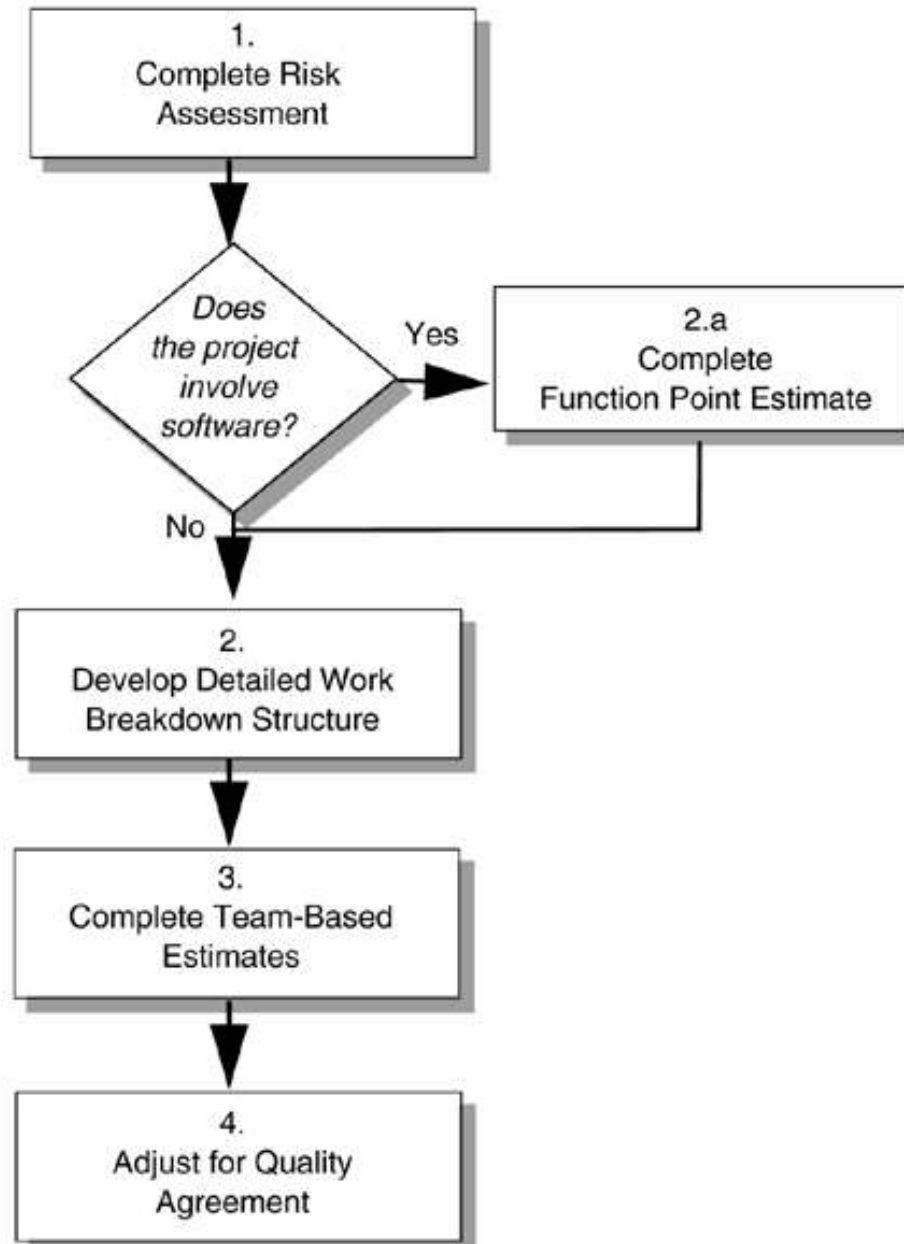 1.
Complete Risk
Assessment
Does
the project
involve
software?
Yes
2.a
Complete
Function Point Estimate
No
2.
Develop Detailed Work
Breakdown Structure
3.
Complete Team-Based
Estimates
4.
Adjust for Quality
Agreement